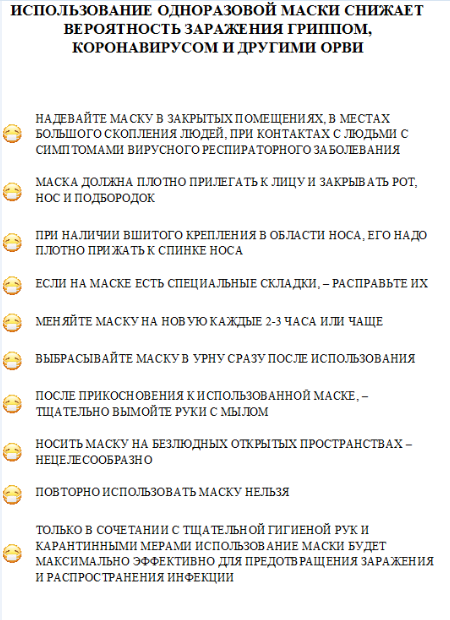 ИСПОЛЬЗОВАНИЕ ОДНОРАЗОВОЙ МАСКИ СНИЖАЕТ
ВЕРОЯТНОСТЬ ЗАРАЖЕНИЯ ГРИППОМ,
КОРОНАВИРУСОМ И ДРУГИМИ ОРВИ
НАДЕВАЙТЕ МАСКУ В ЗАКРЫТЫХ ПОМЕЩЕНИЯХ, В МЕСТАХ
БОЛЬШОГО СКОПЛЕНИЯ ЛЮДЕЙ, ПРИ КОНТАКТАХ С ЛЮДЬМИ С
СИМПТОМАМИ ВИРУСНОГО РЕСПИРАТОРНОГО ЗАБОЛЕВАНИЯ
МАСКА ДОЛЖНА ПЛОТНО ПРИЛЕГАТЬ К ЛИЦУ И ЗАКРЫВАТЬ РОТ,
НОС И ПОДБОРОДОК
ПРИ НАЛИЧИИ ВШИТОГО КРЕПЛЕНИЯ В ОБЛАСТИ НОСА, ЕГО НАДО
ПЛОТНО ПРИЖАТЬ К СПИНКЕ НОСА
ЕСЛИ НА МАСКЕ ЕСТЬ СПЕЦИАЛЬНЫЕ СКЛАДКИ, – РАСПРАВЬТЕ ИХ
МЕНЯЙТЕ МАСКУ НА НОВУЮ КАЖДЫЕ 2-3 ЧАСА ИЛИ ЧАЩЕ
ВЫБРАСЫВАЙТЕ МАСКУ В УРНУ СРАЗУ ПОСЛЕ ИСПОЛЬЗОВАНИЯ
ПОСЛЕ ПРИКОСНОВЕНИЯ К ИСПОЛЬЗОВАННОЙ МАСКЕ, –
ТЩАТЕЛЬНО ВЫМОЙТЕ РУКИ С МЫЛОМ
НОСИТЬ МАСКУ НА БЕЗЛЮДНЫХ ОТКРЫТЫХ ПРОСТРАНСТВАХ –
НЕЦЕЛЕСООБРАЗНО
ПОВТОРНО ИСПОЛЬЗОВАТЬ МАСКУ НЕЛЬЗЯ
ТОЛЬКО В СОЧЕТАНИИ С ТЩАТЕЛЬНОЙ ГИГИЕНОЙ РУК И
КАРАНТИННЫМИ МЕРАМИ ИСПОЛЬЗОВАНИЕ МАСКИ БУДЕТ
МАКСИМАЛЬНО ЭФФЕКТИВНО ДЛЯ ПРЕДОТВРАЩЕНИЯ ЗАРАЖЕНИЯ
И РАСПРОСТРАНЕНИЯ ИНФЕКЦИИ